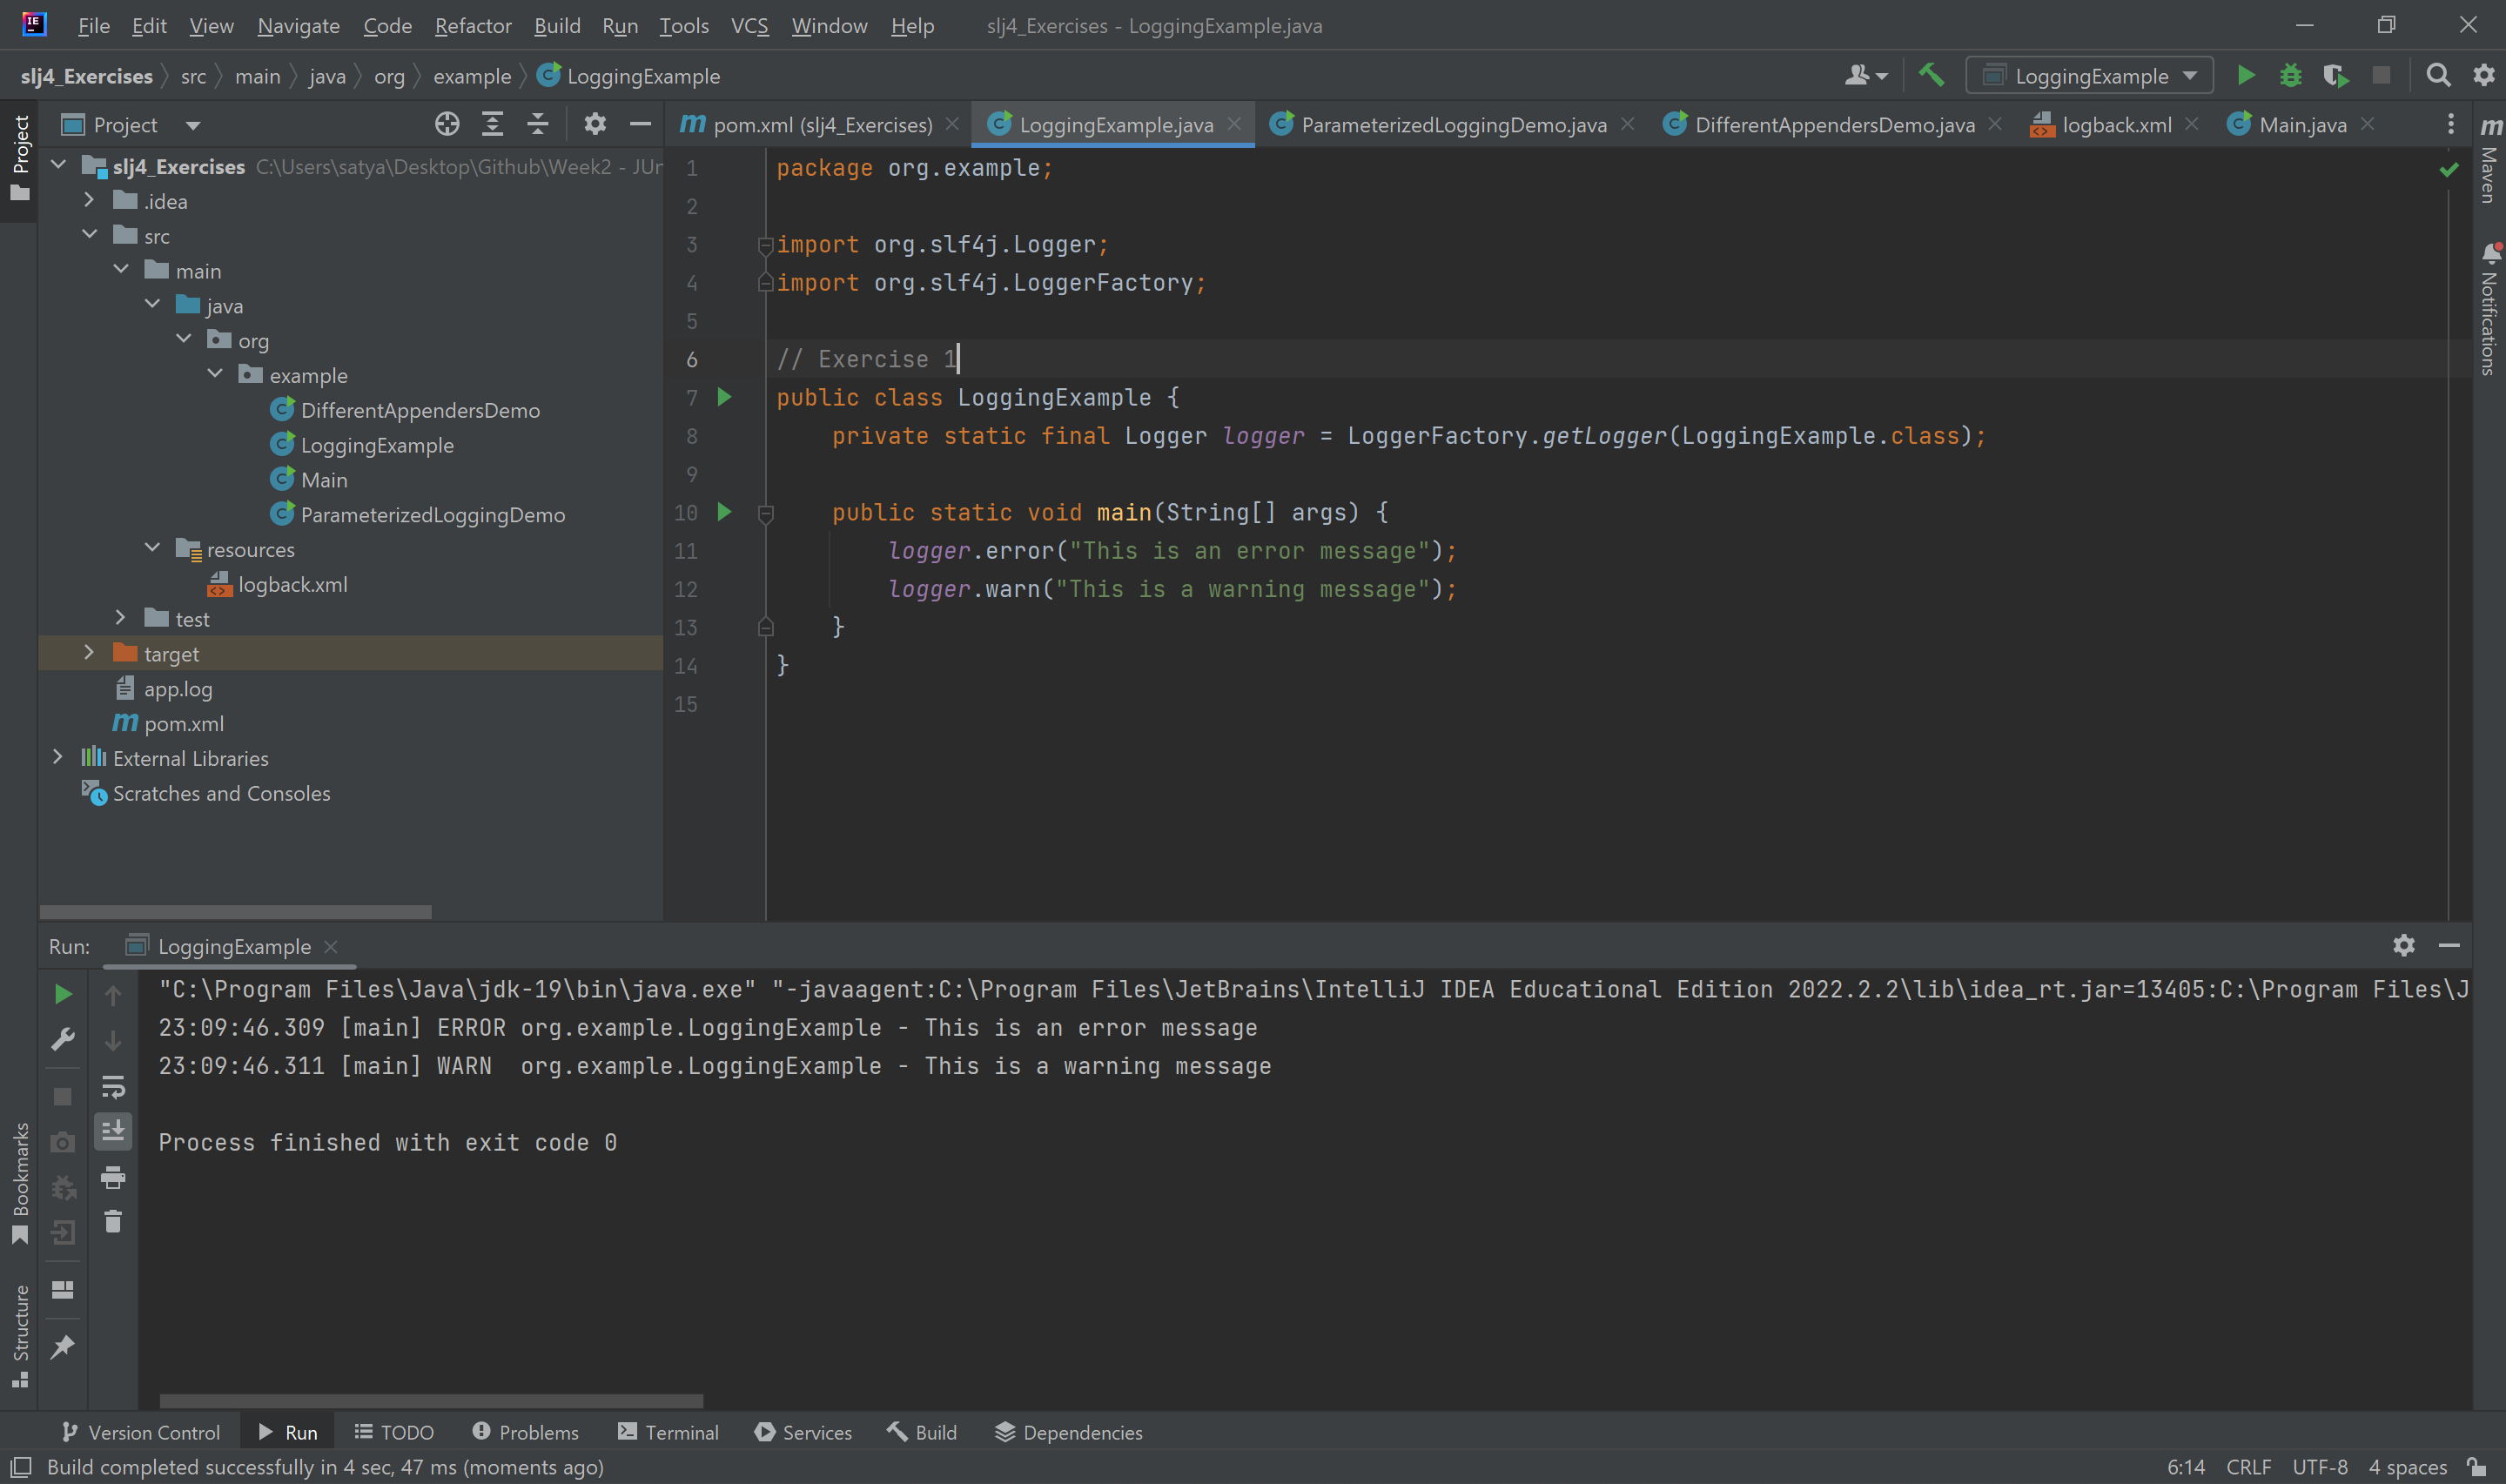 File Edit View Navigate Code Refactor Build Run Tools VCS Window Help slj4_Exercises - LoggingExample.java
slj4_Exercises src main java org example LoggingExample
LoggingExample
Project
pom.xml (slj4_Exercises) LoggingExample.java ParameterizedLoggingDemo.java DifferentAppendersDemo.java logback.xml Main.java
Project
Maven
Notifications
slj4_Exercises C:\Users\satya\Desktop\Github\Week2 - JUn
.idea
src
main
java
org
example
DifferentAppendersDemo
LoggingExample
Main
ParameterizedLoggingDemo
resources
logback.xml
test
target
app.log
pom.xml
External Libraries
Scratches and Consoles
1 package org.example;
2
3 import org.slf4j.Logger;
4 import org.slf4j.LoggerFactory;
5
6 // Exercise 1
7 public class LoggingExample {
8 private static final Logger logger = LoggerFactory.getLogger(LoggingExample.class);
9
10 public static void main(String[] args) {
11 logger.error("This is an error message");
12 logger.warn("This is a warning message");
13 }
14 }
15
Run: LoggingExample
"C:\Program Files\Java\jdk-19\bin\java.exe" "-javaagent:C:\Program Files\JetBrains\IntelliJ IDEA Educational Edition 2022.2.2\lib\idea_rt.jar=13405:C:\Program Files\J
23:09:46.309 [main] ERROR org.example.LoggingExample - This is an error message
23:09:46.311 [main] WARN  org.example.LoggingExample - This is a warning message
Process finished with exit code 0
Bookmarks
Structure
Version Control Run TODO Problems Terminal Services Build Dependencies
Build completed successfully in 4 sec, 47 ms (moments ago) 6:14 CRLF UTF-8 4 spaces